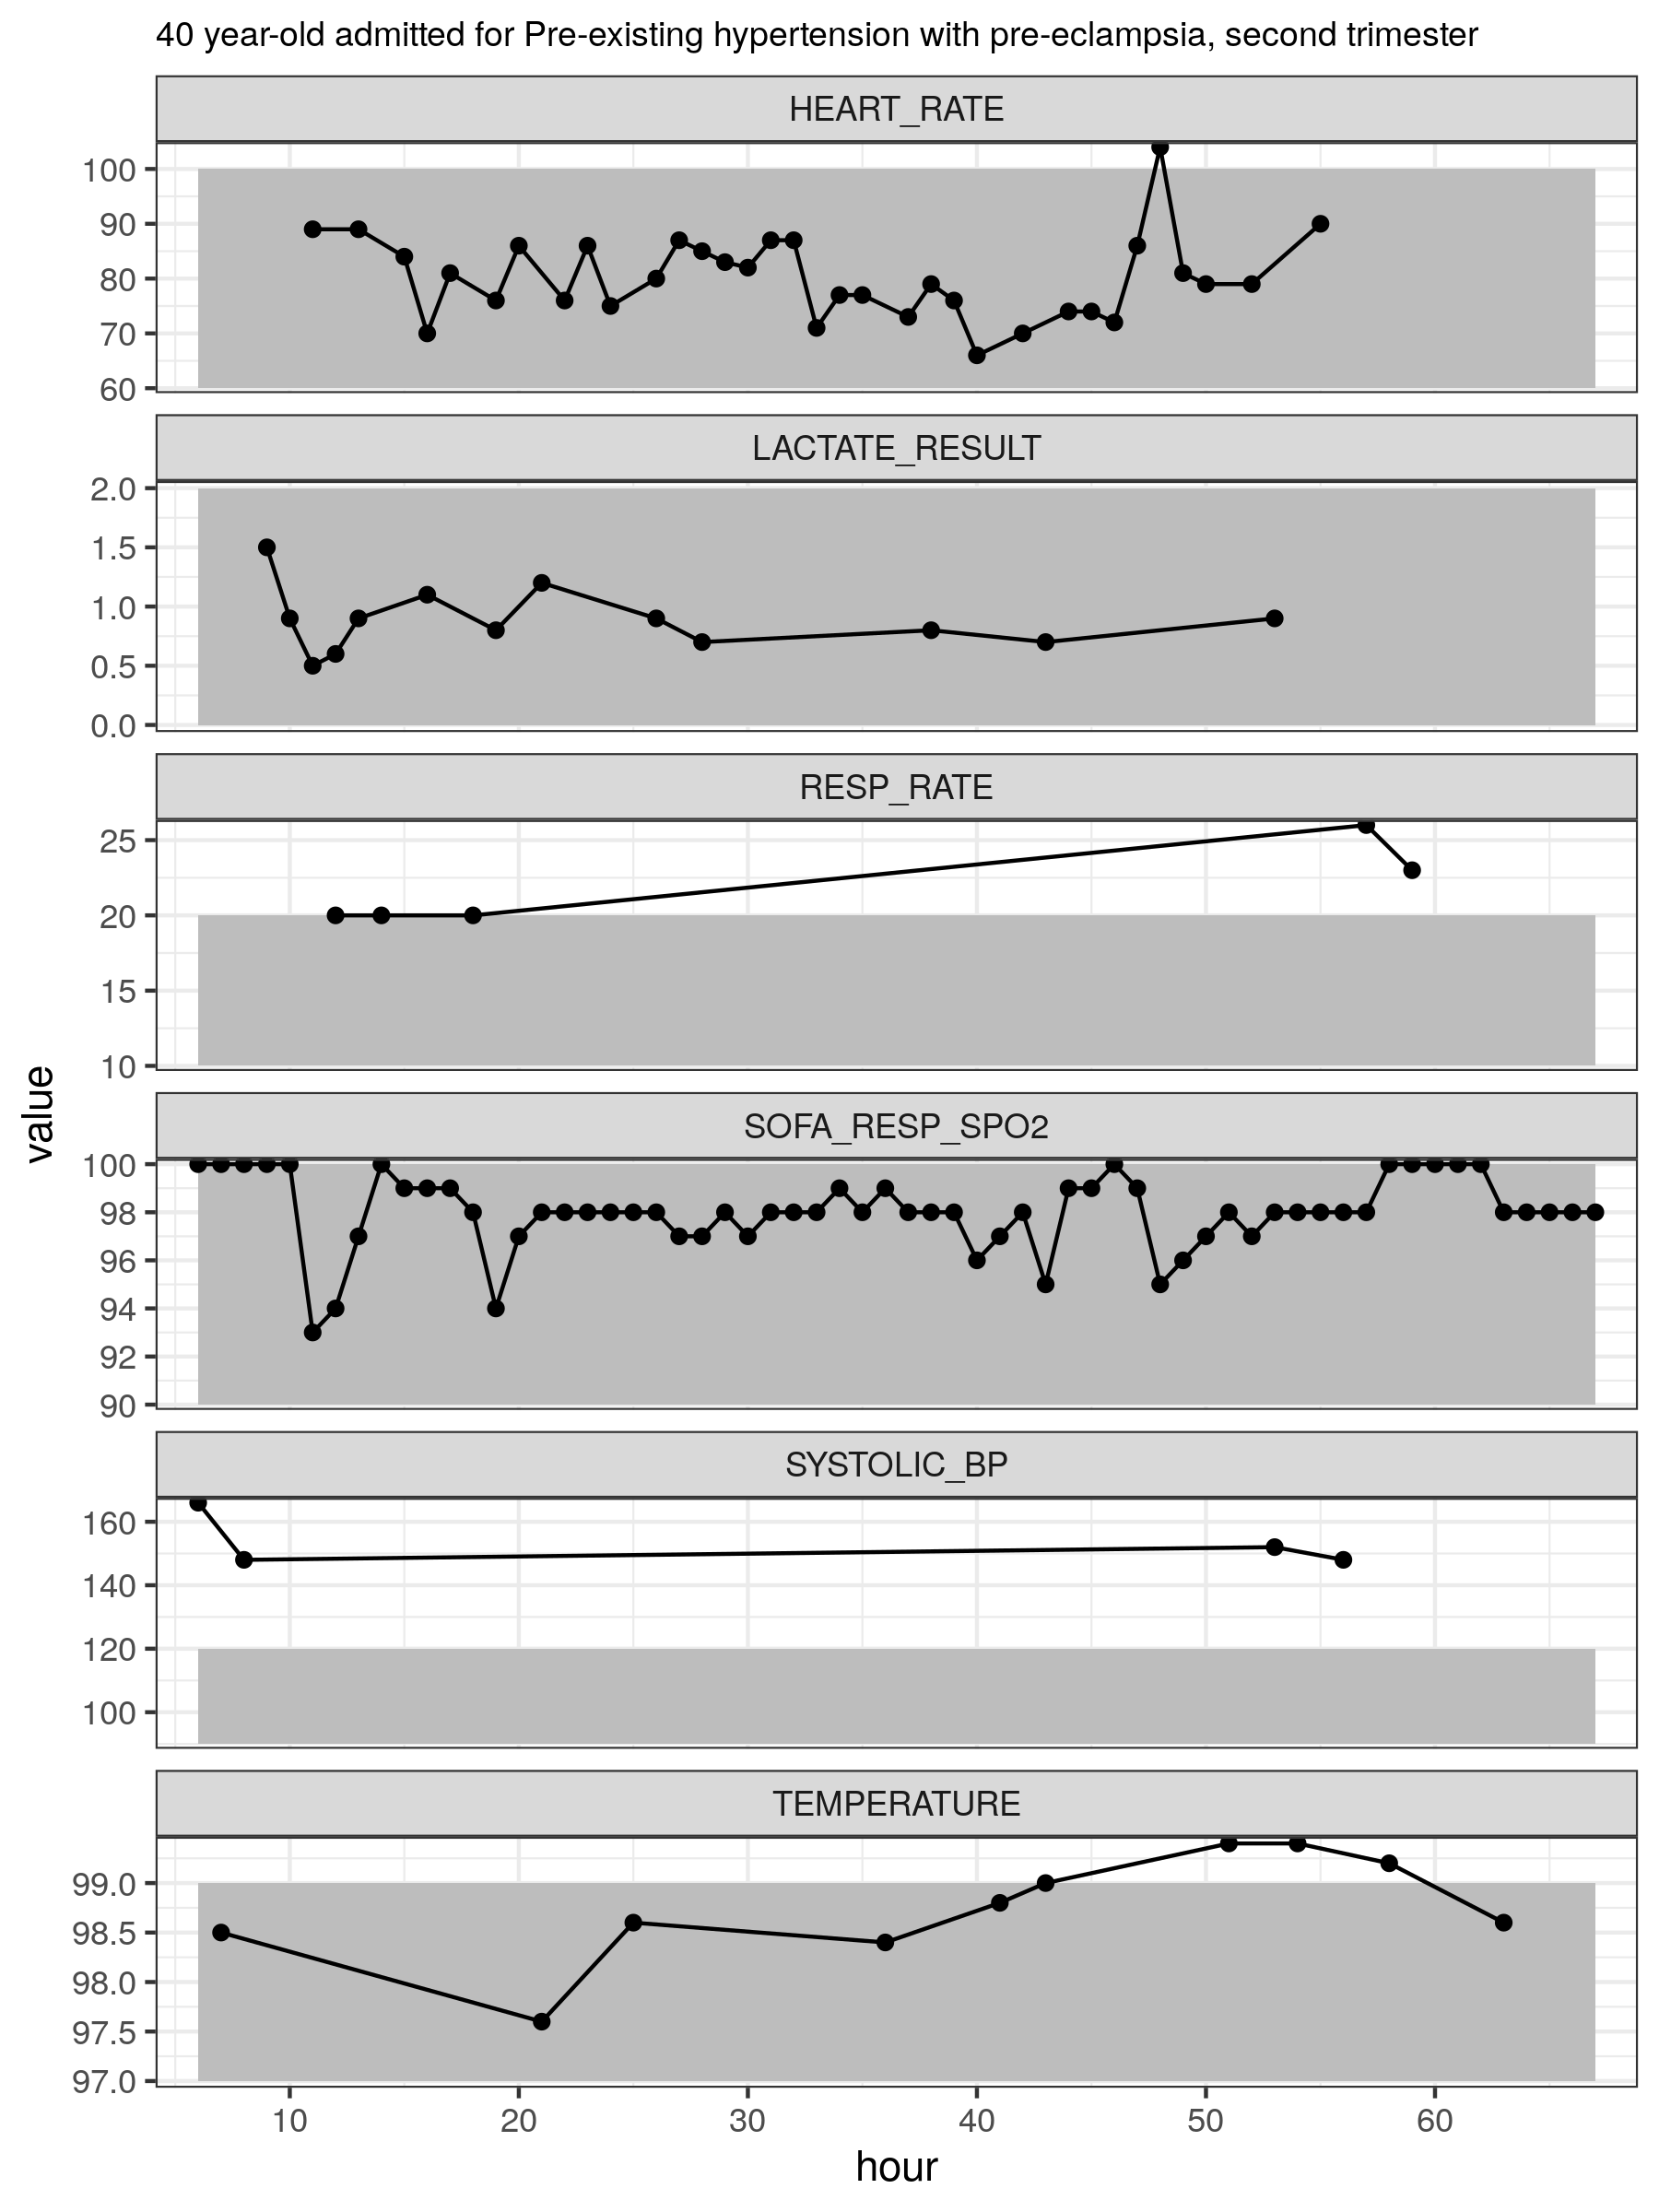 40 year-old admitted for Pre-existing hypertension with pre-eclampsia, second trimester
HEART_RATE
100
90
80
70
60
LACTATE_RESULT
2.0
1.5
1.0
0.5
0.0
RESP_RATE
25
20
15
10
SOFA_RESP_SPO2
100
98
96
94
92
90
SYSTOLIC_BP
160
140
120
100
TEMPERATURE
99.0
98.5
98.0
97.5
97.0
10 20 30 40 50 60
hour
value